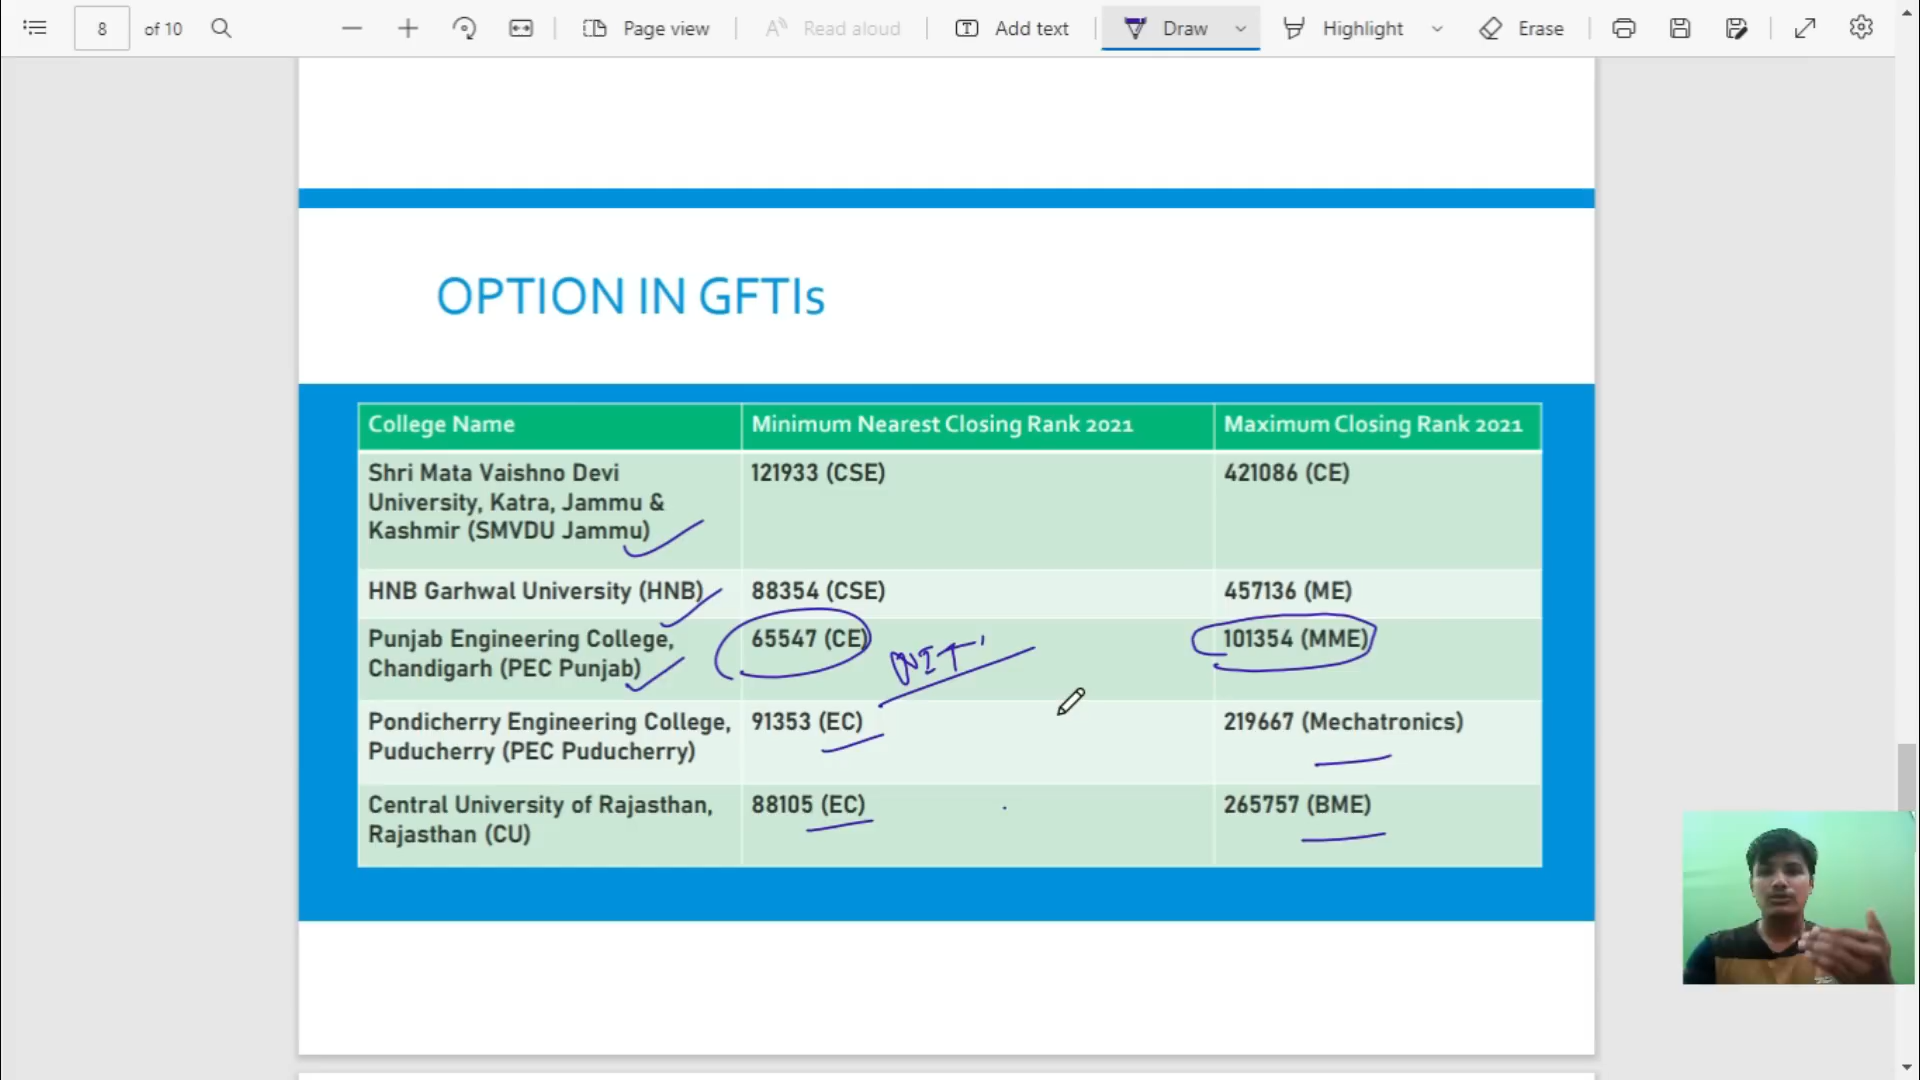 8 of 10 Page view Read aloud Add text Draw Highlight Erase
OPTION IN GFTIs
College Name Minimum Nearest Closing Rank 2021 Maximum Closing Rank 2021
Shri Mata Vaishno Devi 121933 (CSE) 421086 (CE)
University, Katra, Jammu &
Kashmir (SMVDU Jammu)
HNB Garhwal University (HNB) 88354 (CSE) 457136 (ME)
Punjab Engineering College, 65547 (CE) 101354 (MME)
Chandigarh (PEC Punjab)
NIT
Pondicherry Engineering College, 91353 (EC) 219667 (Mechatronics)
Puducherry (PEC Puducherry)
Central University of Rajasthan, 88105 (EC) 265757 (BME)
Rajasthan (CU)